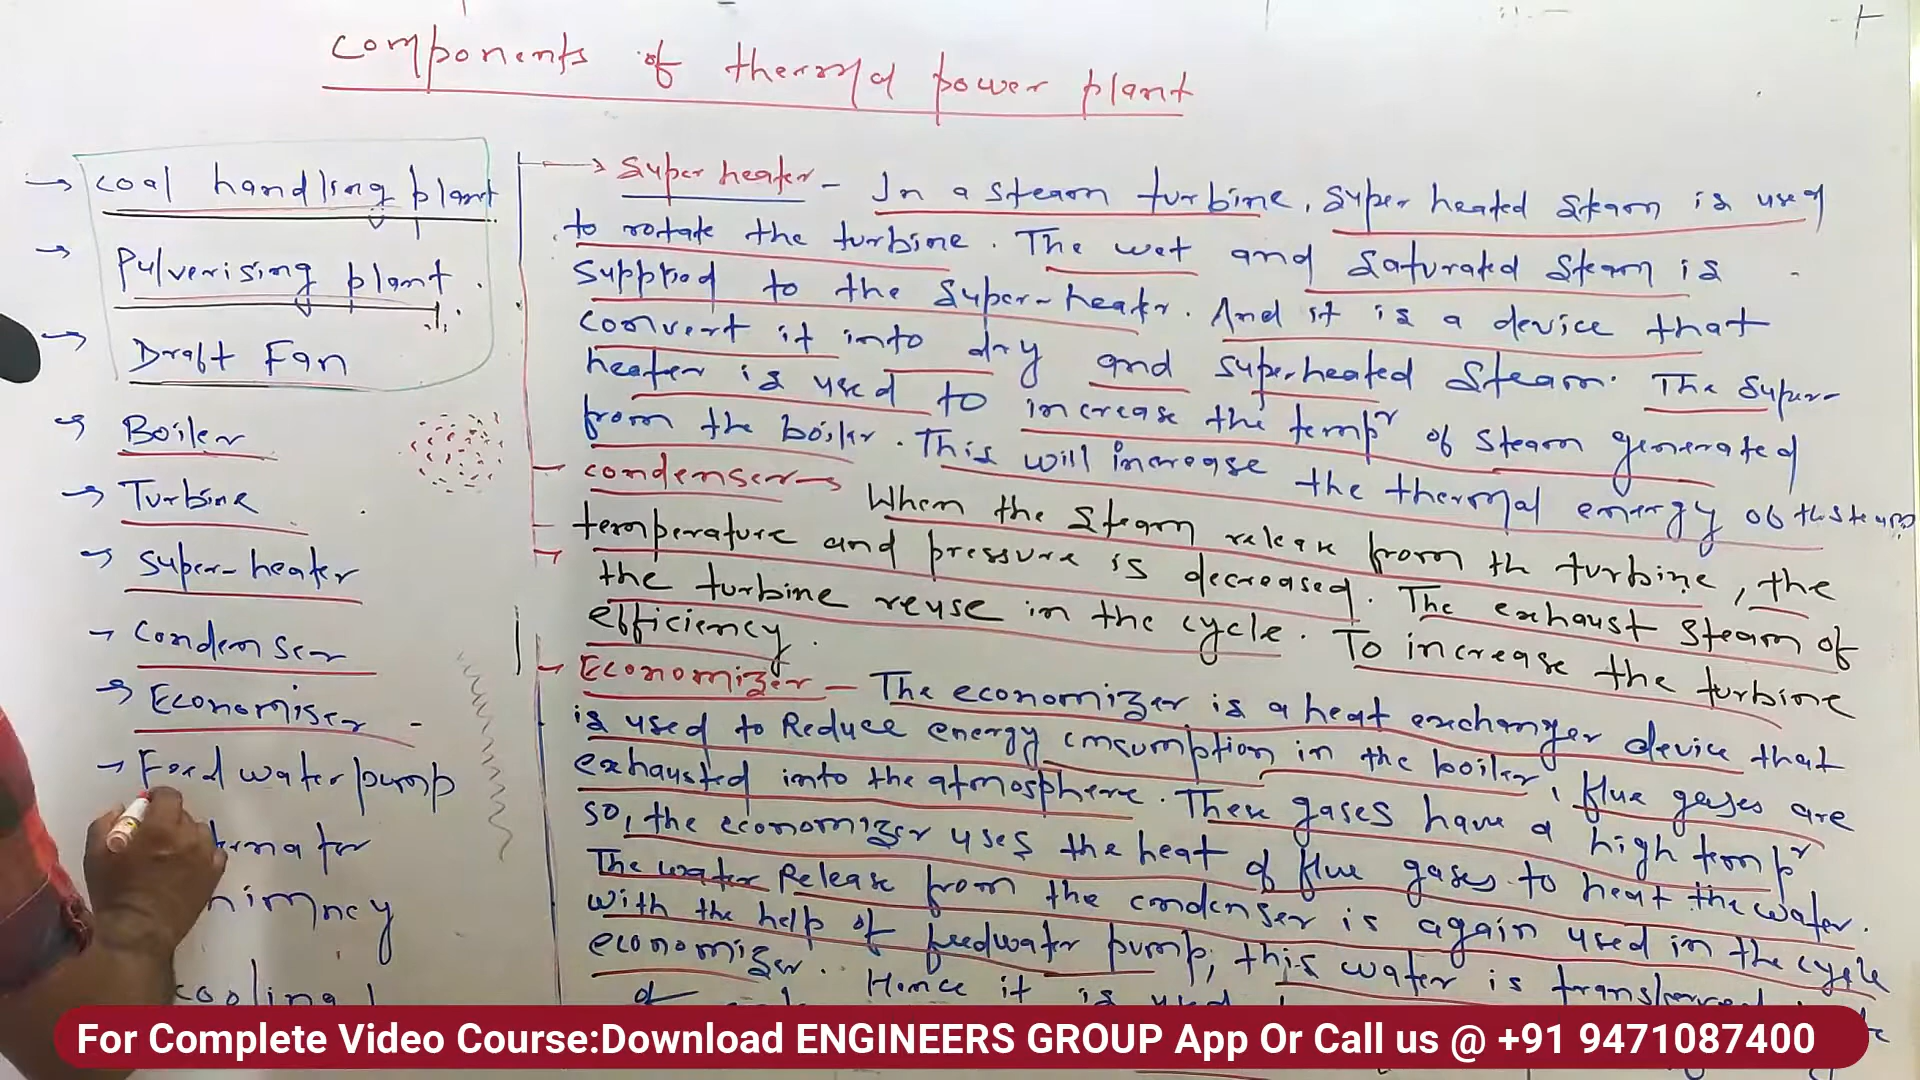 Components of thermal power plant
→ Coal handling plant
→ Pulverising plant.
→ Draft Fan
→ Boiler
→ Turbine
→ Super-heater
→ Condenser
→ Economiser -
→ Feed water pump
cooling
→ Super heater - In a steam turbine, super heated steam is used
to rotate the turbine. The wet and saturated steam is
supplied to the super-heater. And it is a device that
convert it into dry and superheated steam. The super-
heater is used to increase the tempr of steam generated
from the boiler. This will increase the thermal energy of the steam
condenser → When the steam release from th turbine, the
temperature and pressure is decreased. The exhaust steam of
the turbine reuse in the cycle. To increase the turbine
efficiency.
Economizer - The economizer is a heat exchanger device that
is used to Reduce energy consumption in the boiler, flue gases are
exhausted into the atmosphere. These gases have a high tempr
so, the economizer uses the heat of flue gases to heat the water.
The water Release from the condenser is again used in the cycle
with the help of feedwater pump, this water is transferred
economizer. Hence it is used
For Complete Video Course:Download ENGINEERS GROUP App Or Call us @ +91 9471087400